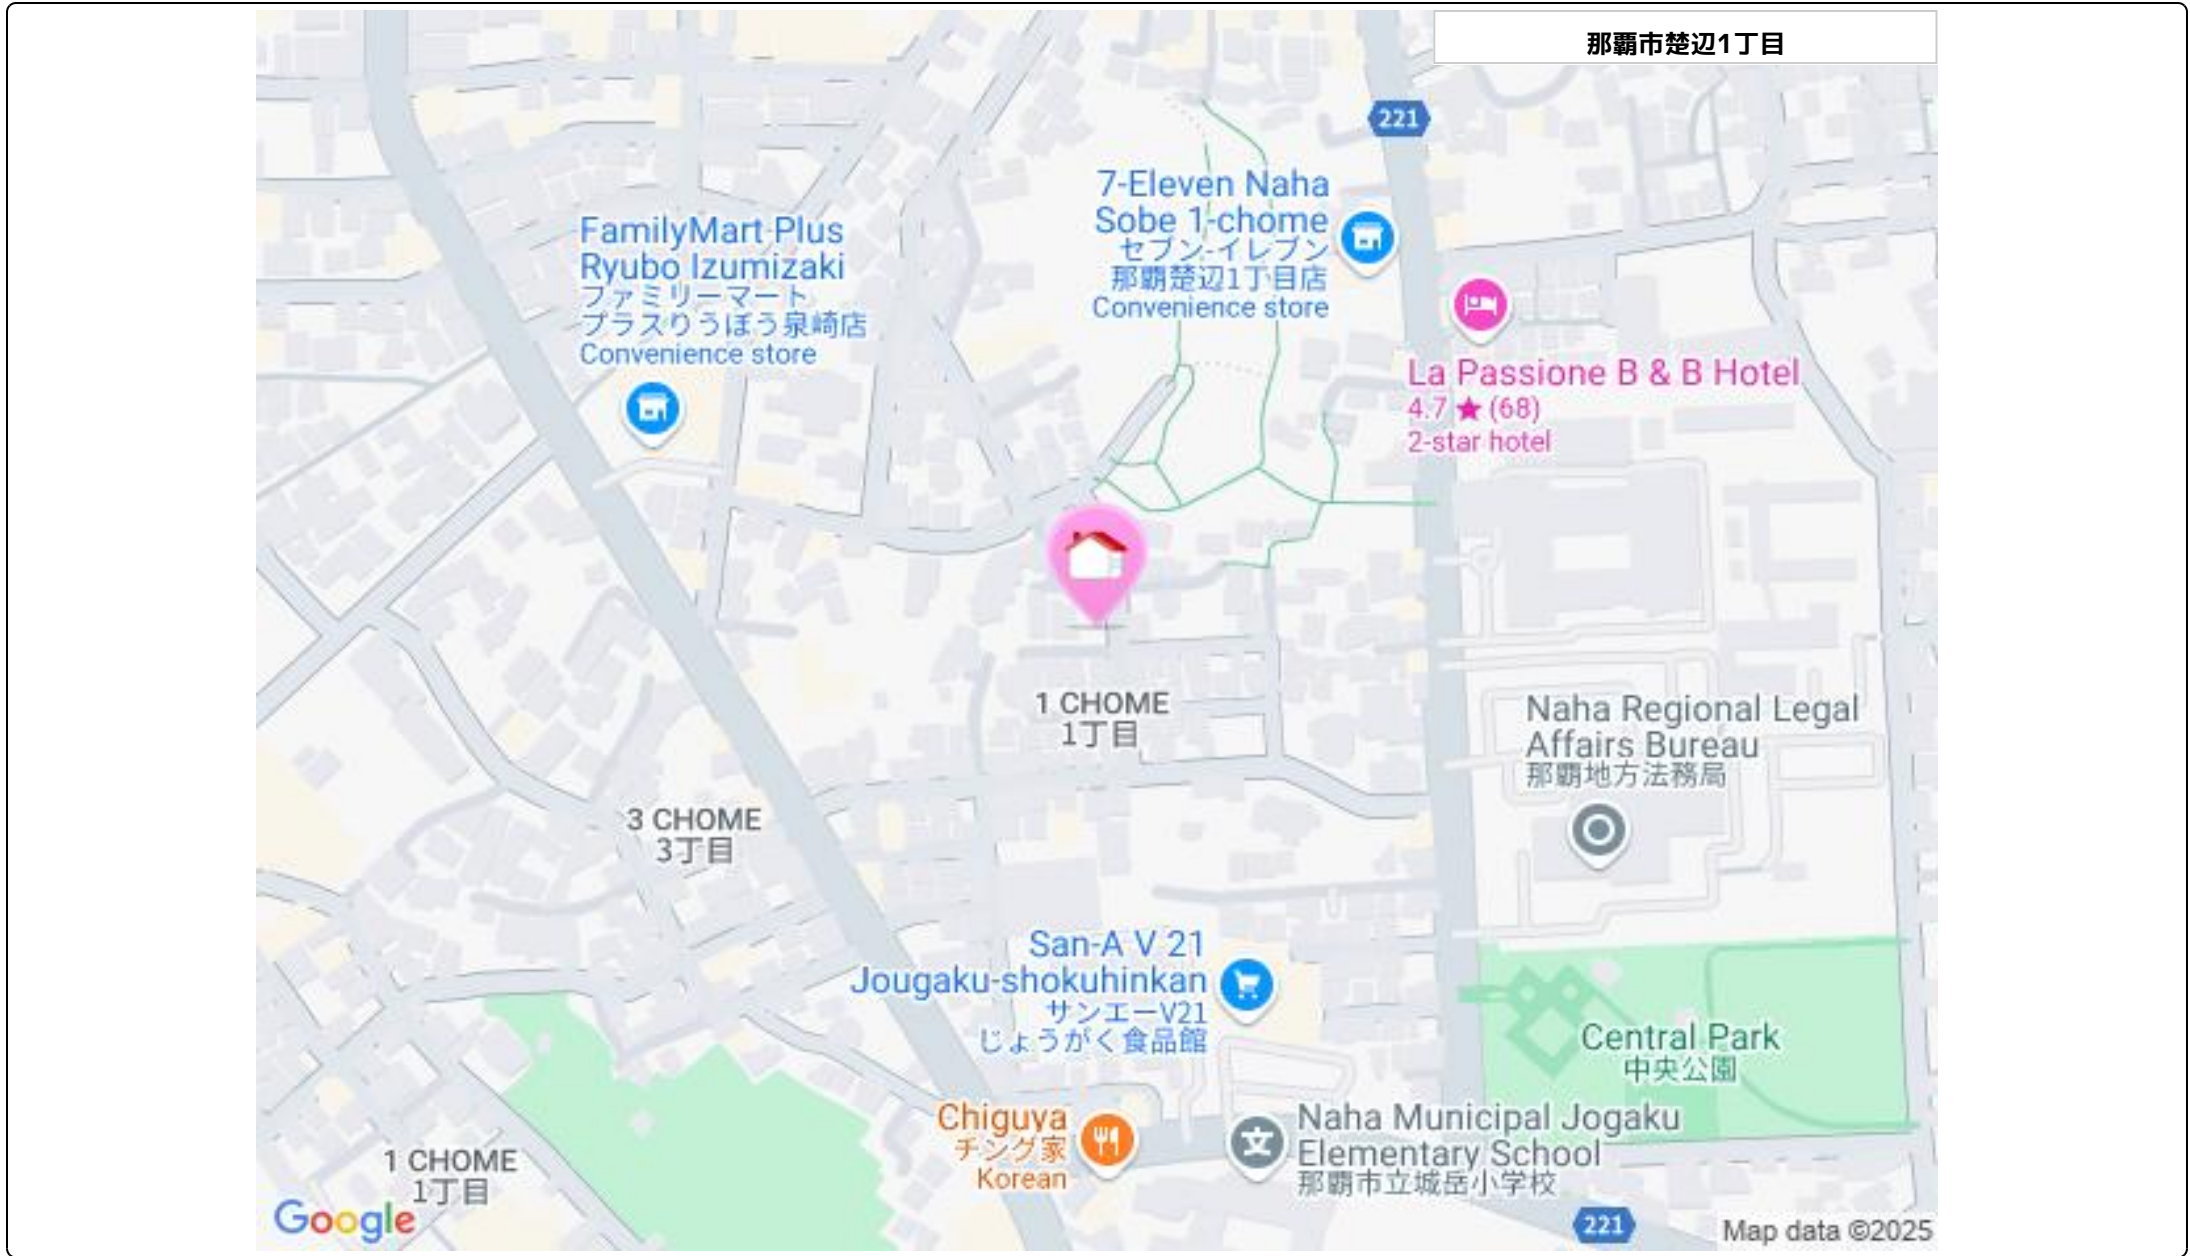 那覇市楚辺1丁目
221
7-Eleven Naha
Sobe 1-chome
セブン-イレブン
那覇楚辺1丁目店
Convenience store
FamilyMart Plus
Ryubo Izumizaki
ファミリーマート
プラスりうぼう泉崎店
Convenience store
La Passione B & B Hotel
4.7 ★ (68)
2-star hotel
1 CHOME
1丁目
Naha Regional Legal
Affairs Bureau
那覇地方法務局
3 CHOME
3丁目
San-A V 21
Jougaku-shokuhinkan
サンエーV21
じょうがく食品館
Central Park
中央公園
Chiguya
チング家
Korean
Naha Municipal Jogaku
Elementary School
那覇市立城岳小学校
1 CHOME
1丁目
Google
221
Map data ©2025